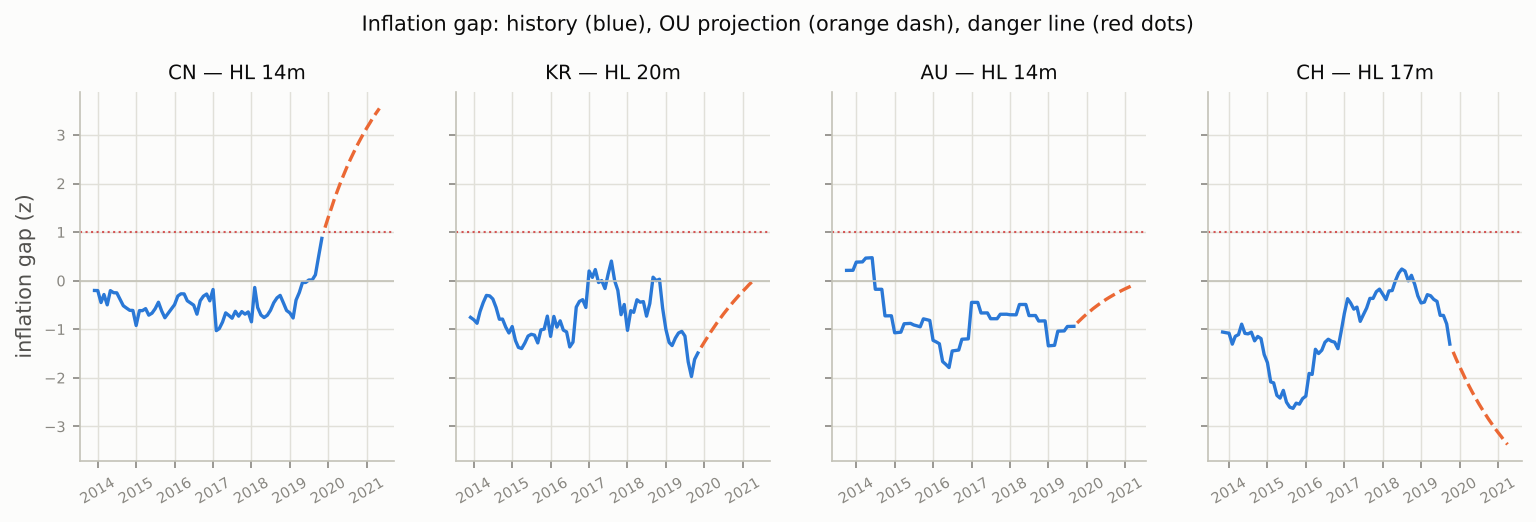 Inflation gap: history (blue), OU projection (orange dash), danger line (red dots)
CN — HL 14m
KR — HL 20m
AU — HL 14m
CH — HL 17m
inflation gap (z)
3
2
1
0
−1
−2
−3
2014 2015 2016 2017 2018 2019 2020 2021
2014 2015 2016 2017 2018 2019 2020 2021
2014 2015 2016 2017 2018 2019 2020 2021
2014 2015 2016 2017 2018 2019 2020 2021